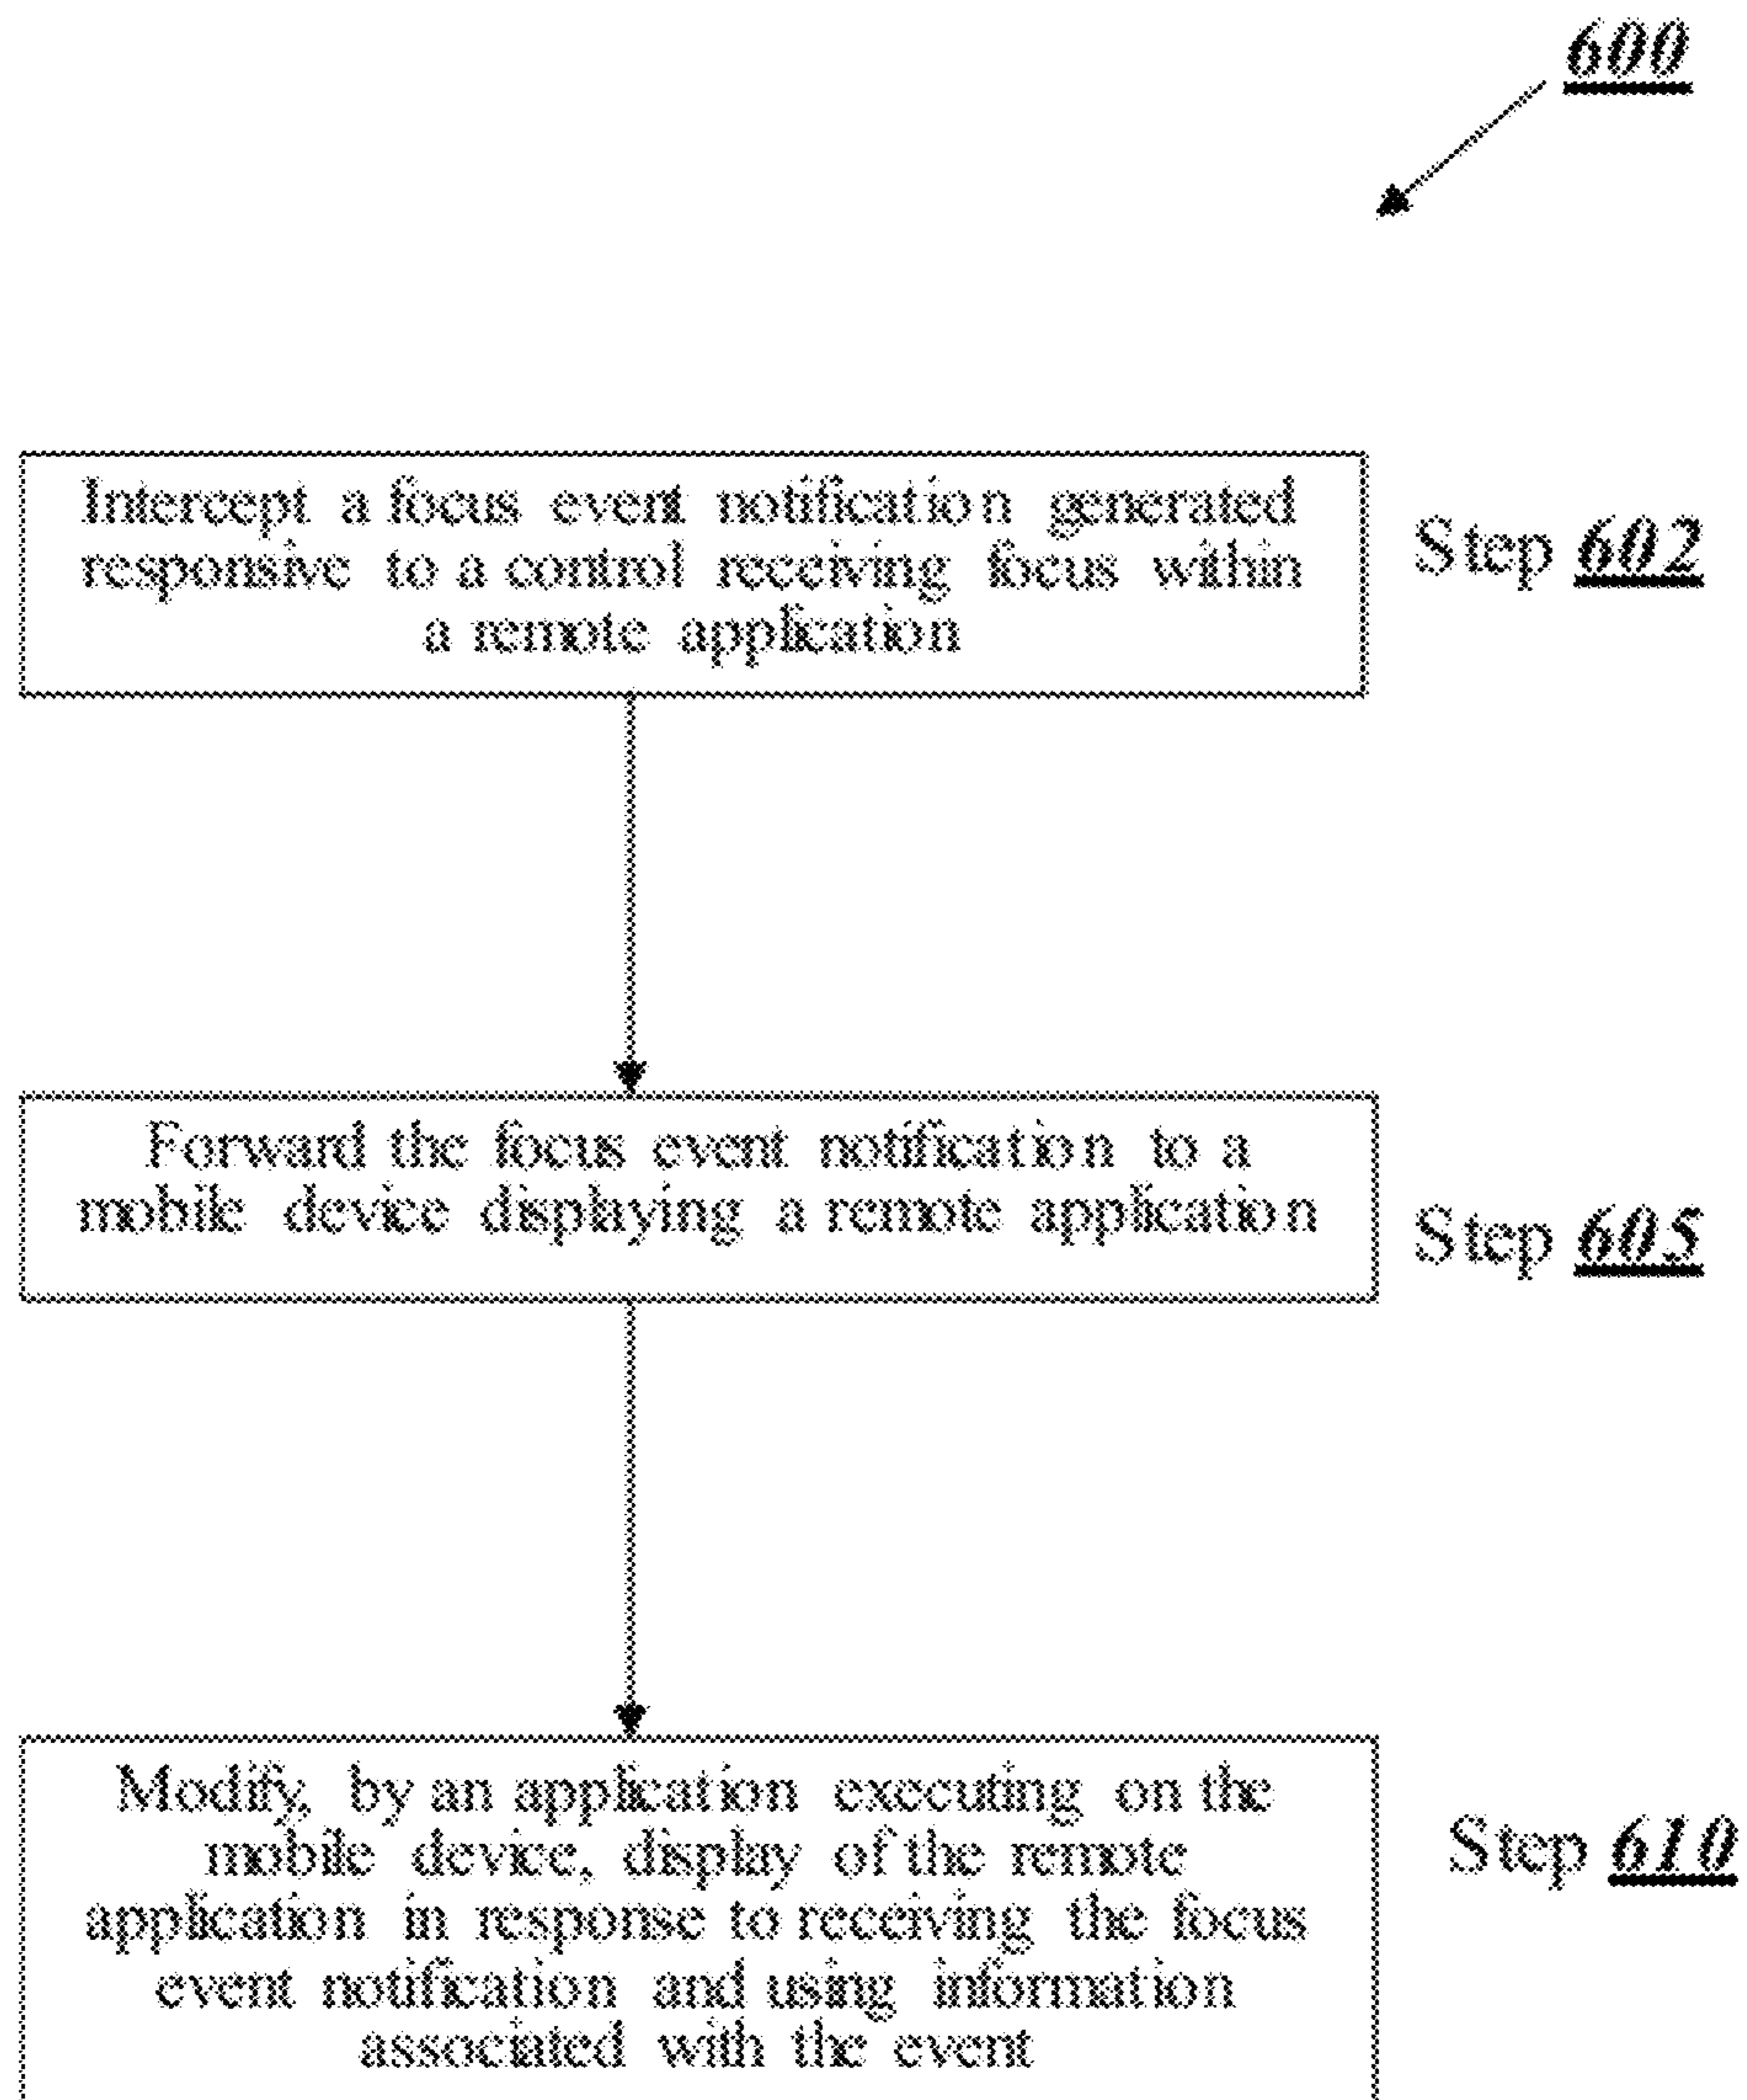 600
Intercept a focus event notification generated
responsive to a control receiving focus within
a remote application
Step 602
Forward the focus event notification to a
mobile device displaying a remote application
Step 605
Modify, by an application executing on the
mobile device, display of the remote
application in response to receiving the focus
event notification and using information
associated with the event
Step 610